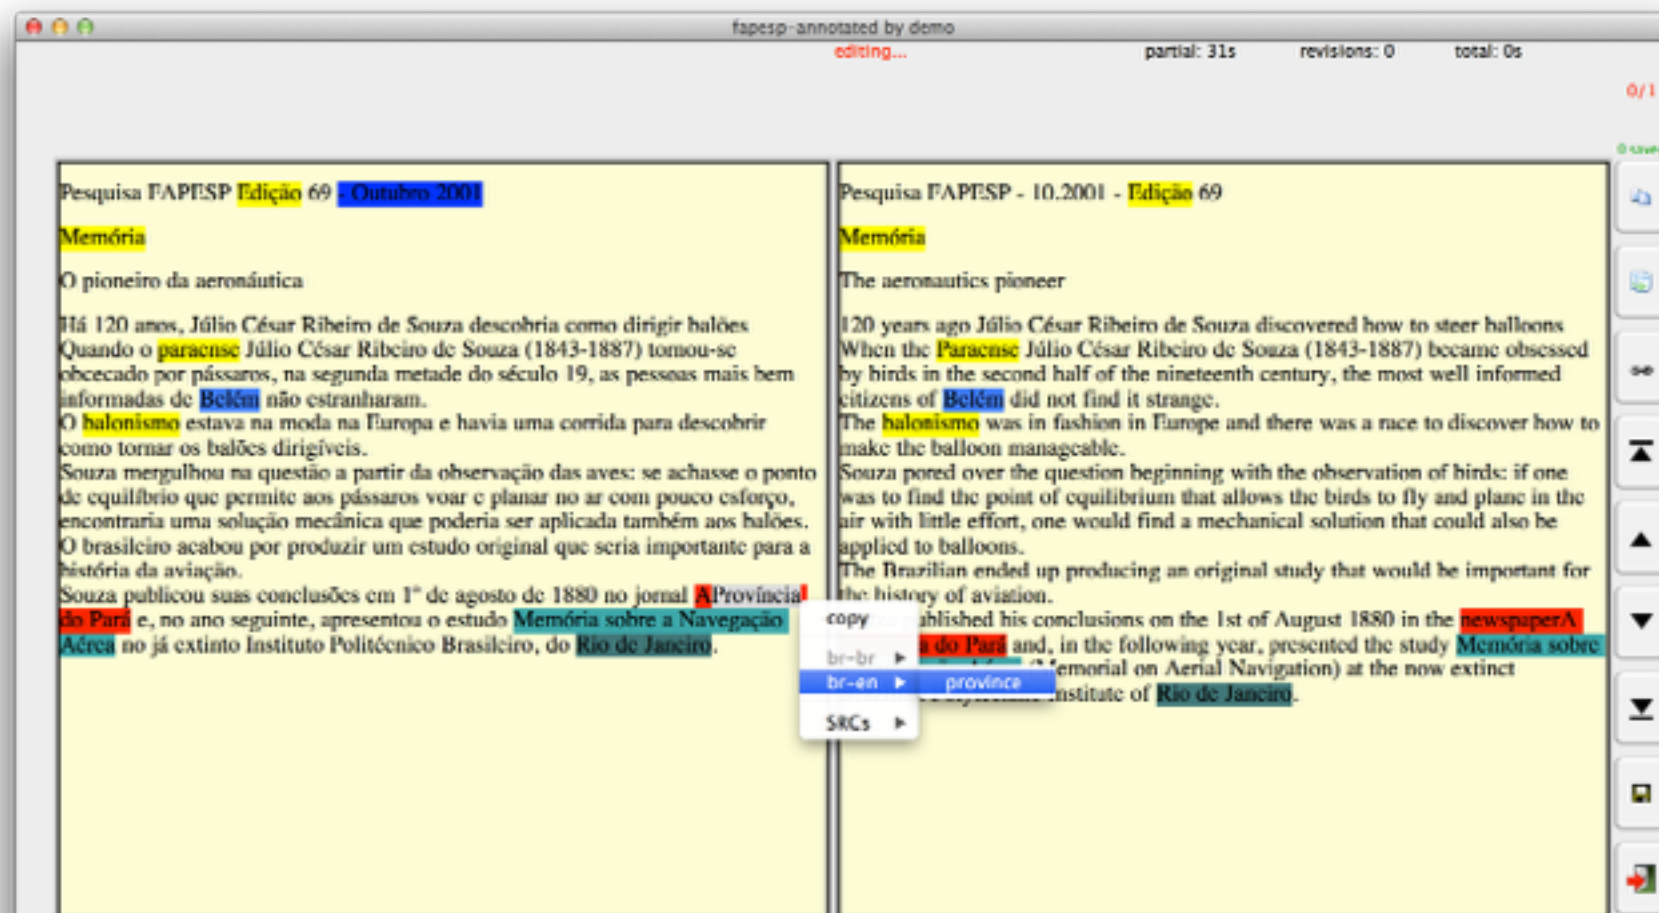 fapesp-annotated by demo
editing...
partial: 31s
revisions: 0
total: 0s
0/1
Pesquisa FAPESP Edição 69 - Outubro 2001
Memória
O pioneiro da aeronáutica
Há 120 anos, Júlio César Ribeiro de Souza descobria como dirigir balões
Quando o paraense Júlio César Ribeiro de Souza (1843-1887) tornou-se
obcecado por pássaros, na segunda metade do século 19, as pessoas mais bem
informadas de Belém não estranharam.
O balonismo estava na moda na Europa e havia uma corrida para descobrir
como tornar os balões dirigíveis.
Souza mergulhou na questão a partir da observação das aves: se achasse o ponto
de equilíbrio que permite aos pássaros voar e planar no ar com pouco esforço,
encontraria uma solução mecânica que poderia ser aplicada também aos balões.
O brasileiro acabou por produzir um estudo original que seria importante para a
história da aviação.
Souza publicou suas conclusões em 1º de agosto de 1880 no jornal AProvíncia
do Pará e, no ano seguinte, apresentou o estudo Memória sobre a Navegação
Aérea no já extinto Instituto Politécnico Brasileiro, do Rio de Janeiro.
Pesquisa FAPESP - 10.2001 - Edição 69
Memória
The aeronautics pioneer
120 years ago Júlio César Ribeiro de Souza discovered how to steer balloons
When the Paraense Júlio César Ribeiro de Souza (1843-1887) became obsessed
by birds in the second half of the nineteenth century, the most well informed
citizens of Belém did not find it strange.
The balonismo was in fashion in Europe and there was a race to discover how to
make the balloon manageable.
Souza pored over the question beginning with the observation of birds: if one
was to find the point of equilibrium that allows the birds to fly and plane in the
air with little effort, one would find a mechanical solution that could also be
applied to balloons.
The Brazilian ended up producing an original study that would be important for
the history of aviation.
ublished his conclusions on the 1st of August 1880 in the newspaperA
a do Pará and, in the following year, presented the study Memória sobre
(Memorial on Aerial Navigation) at the now extinct
nstitute of Rio de Janeiro.
copy
br-br
br-en
province
SRCs